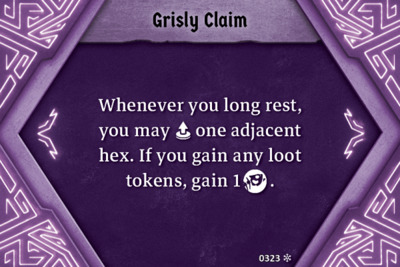 Grisly Claim
Whenever you long rest,
you may one adjacent
hex. If you gain any loot
tokens, gain 1 .
0323